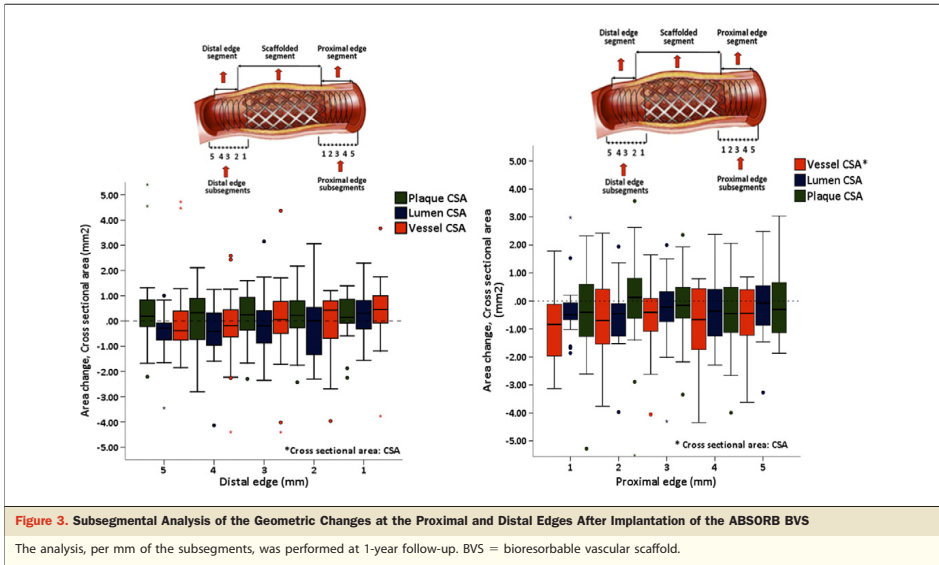 Distal edge segment
Scaffolded segment
Proximal edge segment
5 4 3 2 1
1 2 3 4 5
Distal edge subsegments
Proximal edge subsegments
Plaque CSA
Lumen CSA
Vessel CSA
Area change, Cross sectional area (mm2)
5.00
4.00
3.00
2.00
1.00
.00
-1.00
-2.00
-3.00
-4.00
-5.00
*Cross sectional area: CSA
5 4 3 2 1
Distal edge (mm)
Distal edge segment
Scaffolded segment
Proximal edge segment
5 4 3 2 1
1 2 3 4 5
Distal edge subsegments
Proximal edge subsegments
Vessel CSA*
Lumen CSA
Plaque CSA
Area change, Cross sectional area (mm2)
5.00
4.00
3.00
2.00
1.00
.00
-1.00
-2.00
-3.00
-4.00
-5.00
* Cross sectional area: CSA
1 2 3 4 5
Proximal edge (mm)
Figure 3. Subsegmental Analysis of the Geometric Changes at the Proximal and Distal Edges After Implantation of the ABSORB BVS
The analysis, per mm of the subsegments, was performed at 1-year follow-up. BVS = bioresorbable vascular scaffold.